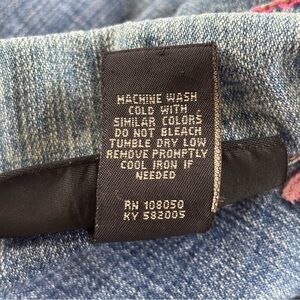 MACHINE WASH
COLD WITH
SIMILAR COLORS
DO NOT BLEACH
TUMBLE DRY LOW
REMOVE PROMPTLY
COOL IRON IF
NEEDED
RN 108050
KY 582005